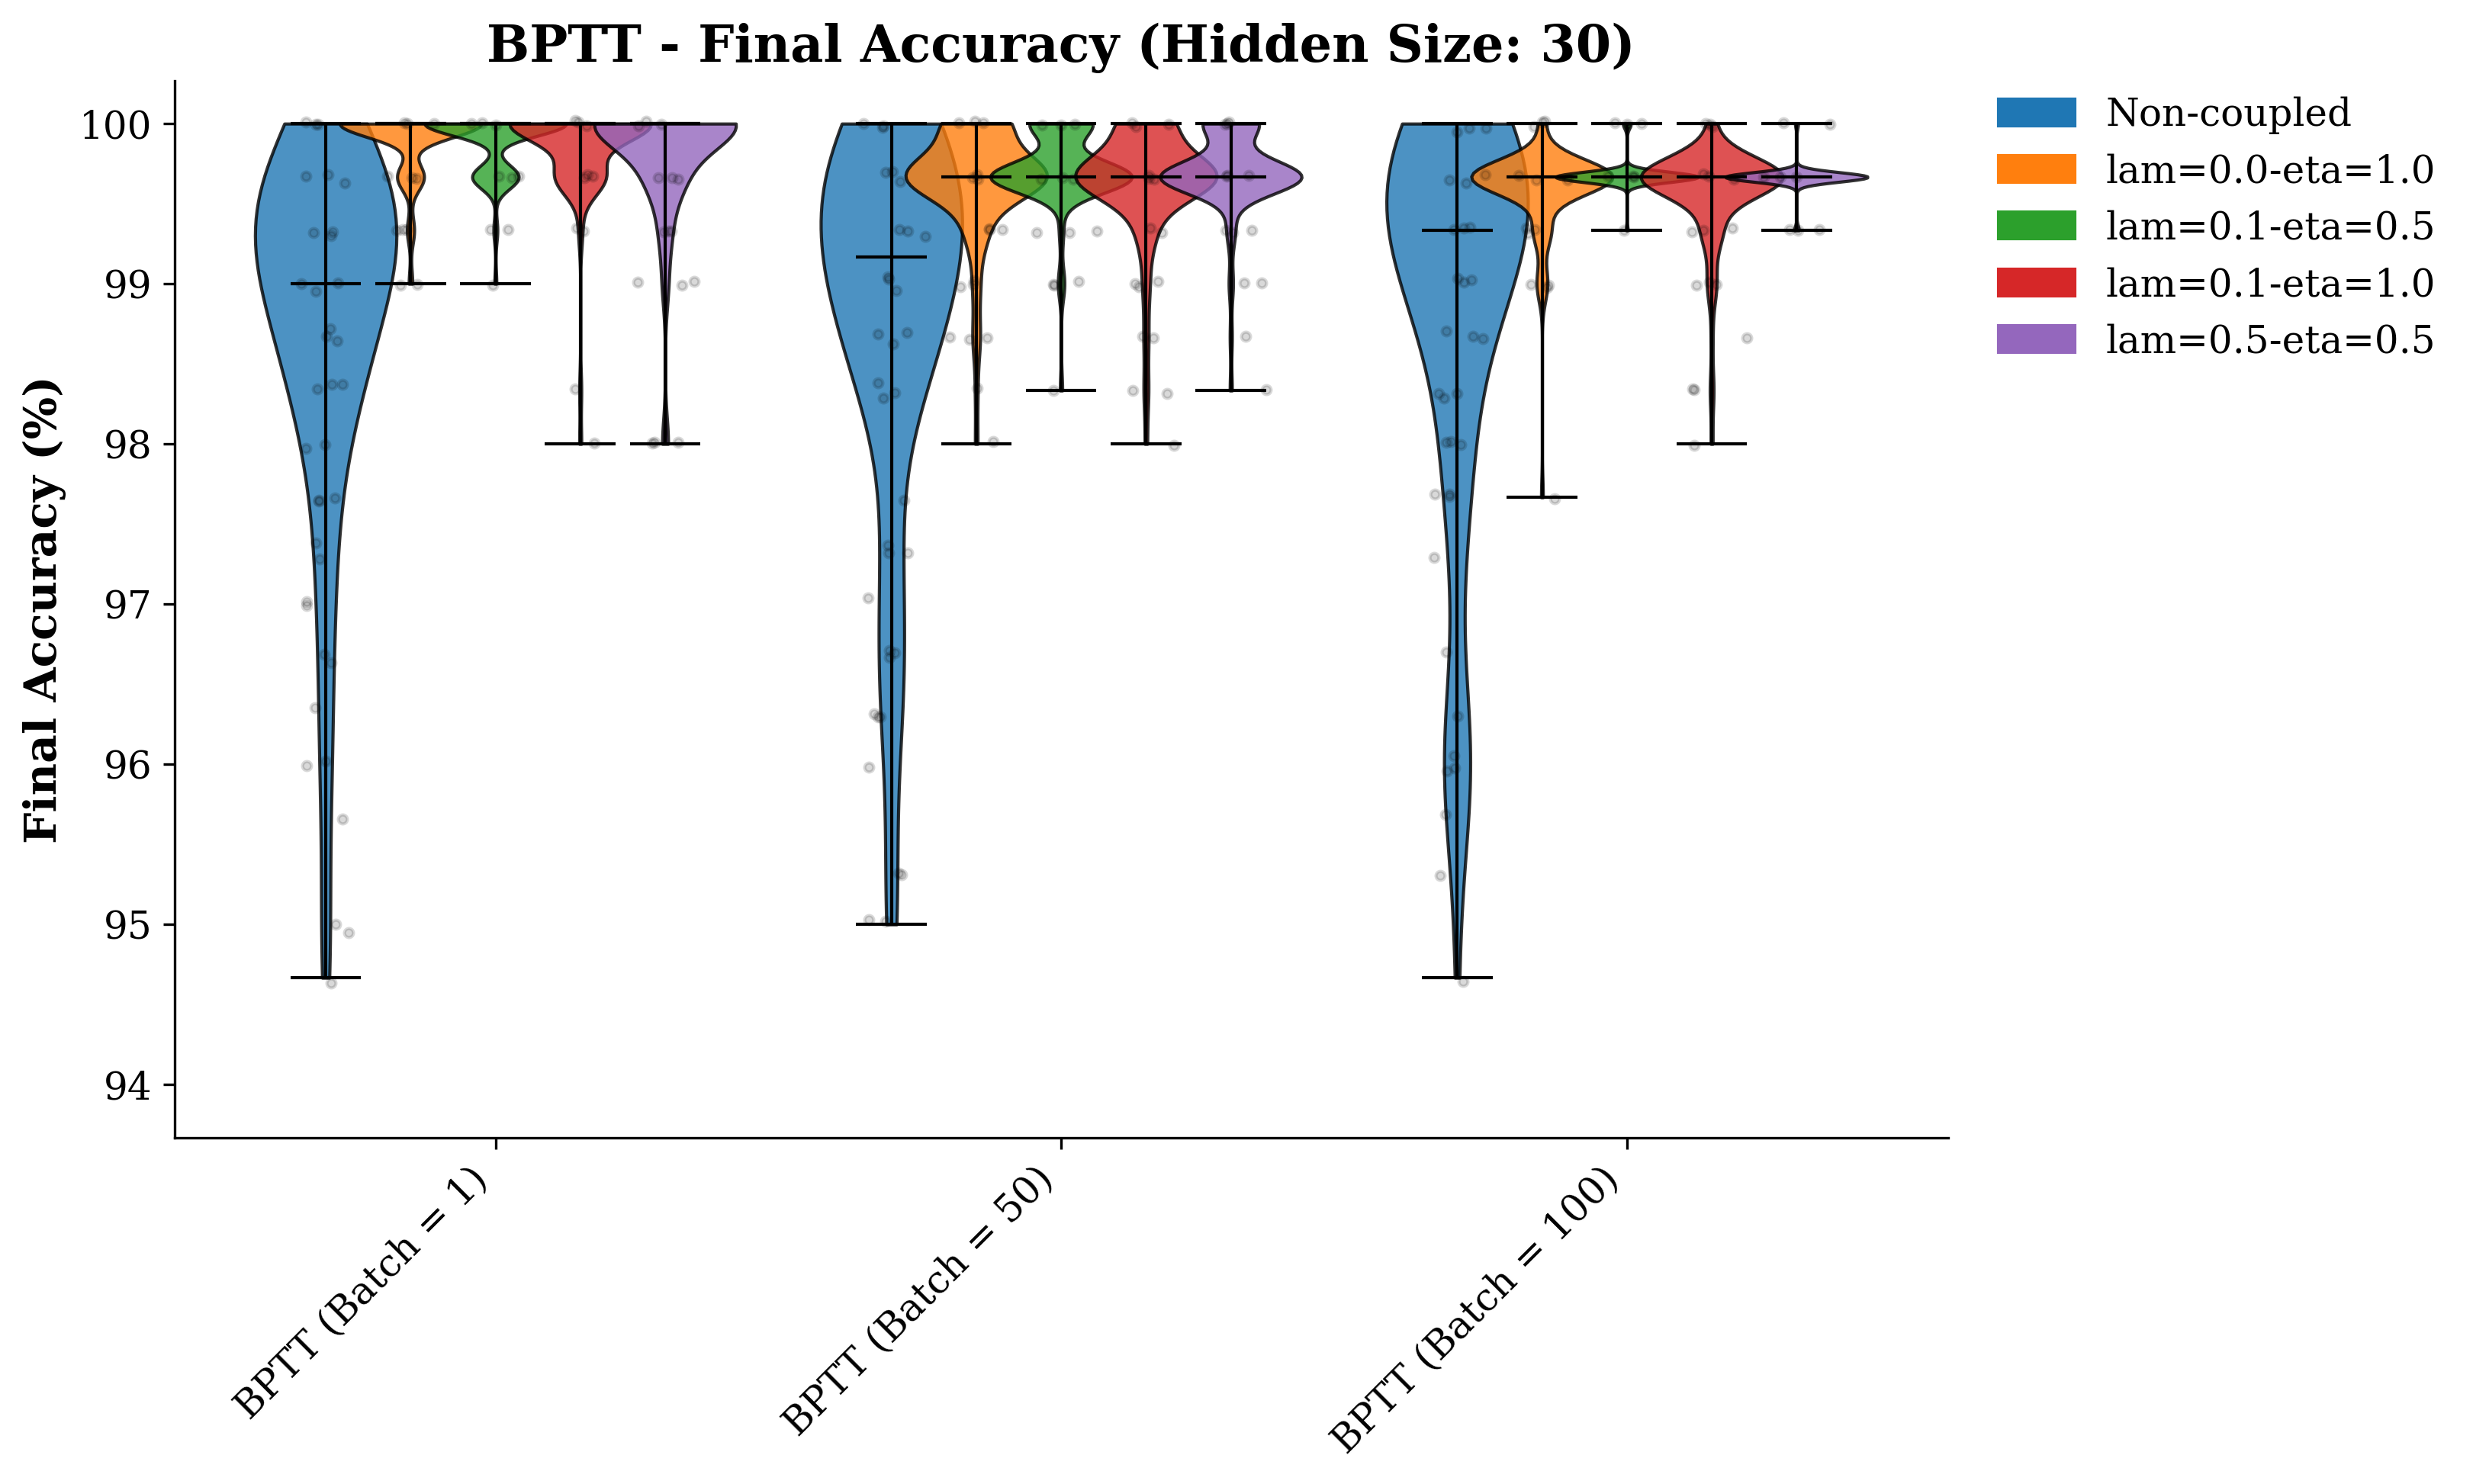 BPTT - Final Accuracy (Hidden Size: 30)
Final Accuracy (%)
100
99
98
97
96
95
94
BPTT (Batch = 1)
BPTT (Batch = 50)
BPTT (Batch = 100)
Non-coupled
lam=0.0-eta=1.0
lam=0.1-eta=0.5
lam=0.1-eta=1.0
lam=0.5-eta=0.5